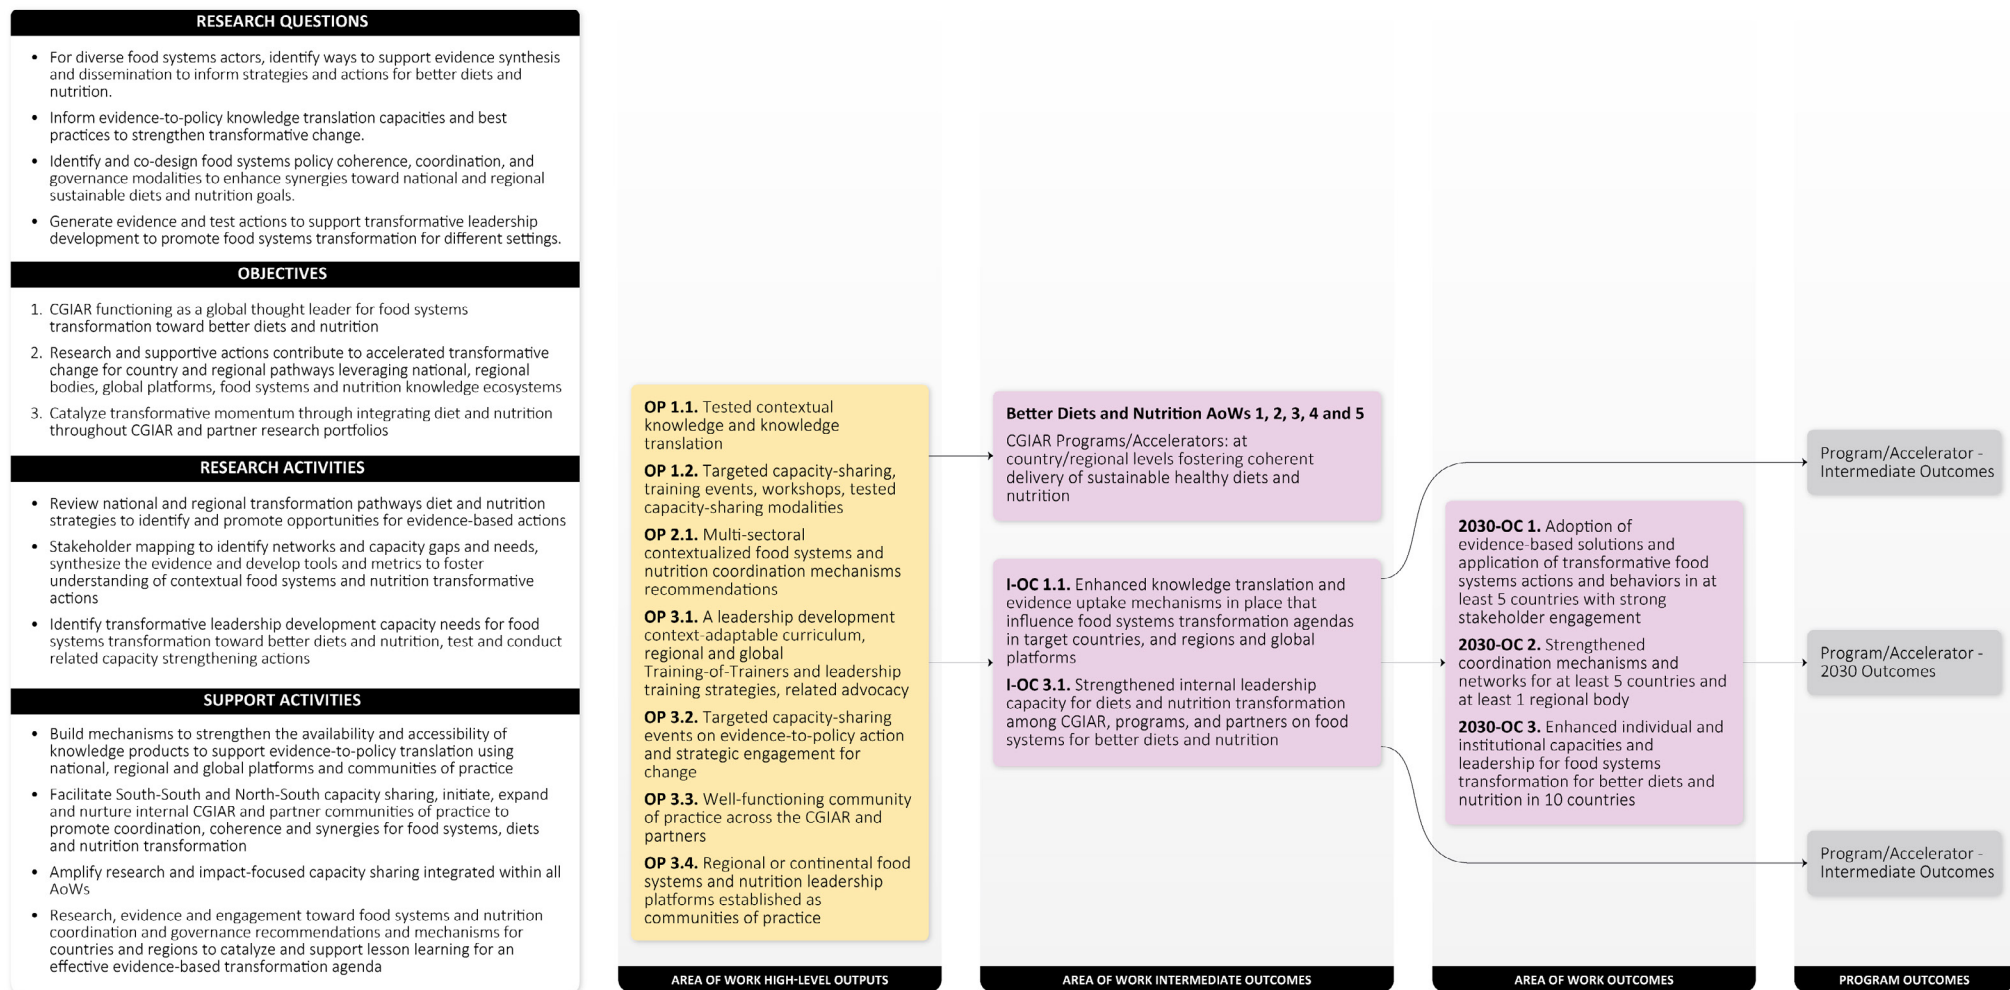 RESEARCH QUESTIONS
• For diverse food systems actors, identify ways to support evidence synthesis
and dissemination to inform strategies and actions for better diets and
nutrition.
• Inform evidence-to-policy knowledge translation capacities and best
practices to strengthen transformative change.
• Identify and co-design food systems policy coherence, coordination, and
governance modalities to enhance synergies toward national and regional
sustainable diets and nutrition goals.
• Generate evidence and test actions to support transformative leadership
development to promote food systems transformation for different settings.
OBJECTIVES
1. CGIAR functioning as a global thought leader for food systems
transformation toward better diets and nutrition
2. Research and supportive actions contribute to accelerated transformative
change for country and regional pathways leveraging national, regional
bodies, global platforms, food systems and nutrition knowledge ecosystems
3. Catalyze transformative momentum through integrating diet and nutrition
throughout CGIAR and partner research portfolios
RESEARCH ACTIVITIES
• Review national and regional transformation pathways diet and nutrition
strategies to identify and promote opportunities for evidence-based actions
• Stakeholder mapping to identify networks and capacity gaps and needs,
synthesize the evidence and develop tools and metrics to foster
understanding of contextual food systems and nutrition transformative
actions
• Identify transformative leadership development capacity needs for food
systems transformation toward better diets and nutrition, test and conduct
related capacity strengthening actions
SUPPORT ACTIVITIES
• Build mechanisms to strengthen the availability and accessibility of
knowledge products to support evidence-to-policy translation using
national, regional and global platforms and communities of practice
• Facilitate South-South and North-South capacity sharing, initiate, expand
and nurture internal CGIAR and partner communities of practice to
promote coordination, coherence and synergies for food systems, diets
and nutrition transformation
• Amplify research and impact-focused capacity sharing integrated within all
AoWs
• Research, evidence and engagement toward food systems and nutrition
coordination and governance recommendations and mechanisms for
countries and regions to catalyze and support lesson learning for an
effective evidence-based transformation agenda
OP 1.1. Tested contextual
knowledge and knowledge
translation
OP 1.2. Targeted capacity-sharing,
training events, workshops, tested
capacity-sharing modalities
OP 2.1. Multi-sectoral
contextualized food systems and
nutrition coordination mechanisms
recommendations
OP 3.1. A leadership development
context-adaptable curriculum,
regional and global
Training-of-Trainers and leadership
training strategies, related advocacy
OP 3.2. Targeted capacity-sharing
events on evidence-to-policy action
and strategic engagement for
change
OP 3.3. Well-functioning community
of practice across the CGIAR and
partners
OP 3.4. Regional or continental food
systems and nutrition leadership
platforms established as
communities of practice
AREA OF WORK HIGH-LEVEL OUTPUTS
Better Diets and Nutrition AoWs 1, 2, 3, 4 and 5
CGIAR Programs/Accelerators: at
country/regional levels fostering coherent
delivery of sustainable healthy diets and
nutrition
I-OC 1.1. Enhanced knowledge translation and
evidence uptake mechanisms in place that
influence food systems transformation agendas
in target countries, and regions and global
platforms
I-OC 3.1. Strengthened internal leadership
capacity for diets and nutrition transformation
among CGIAR, programs, and partners on food
systems for better diets and nutrition
AREA OF WORK INTERMEDIATE OUTCOMES
2030-OC 1. Adoption of
evidence-based solutions and
application of transformative food
systems actions and behaviors in at
least 5 countries with strong
stakeholder engagement
2030-OC 2. Strengthened
coordination mechanisms and
networks for at least 5 countries and
at least 1 regional body
2030-OC 3. Enhanced individual and
institutional capacities and
leadership for food systems
transformation for better diets and
nutrition in 10 countries
AREA OF WORK OUTCOMES
Program/Accelerator -
Intermediate Outcomes
Program/Accelerator -
2030 Outcomes
Program/Accelerator -
Intermediate Outcomes
PROGRAM OUTCOMES